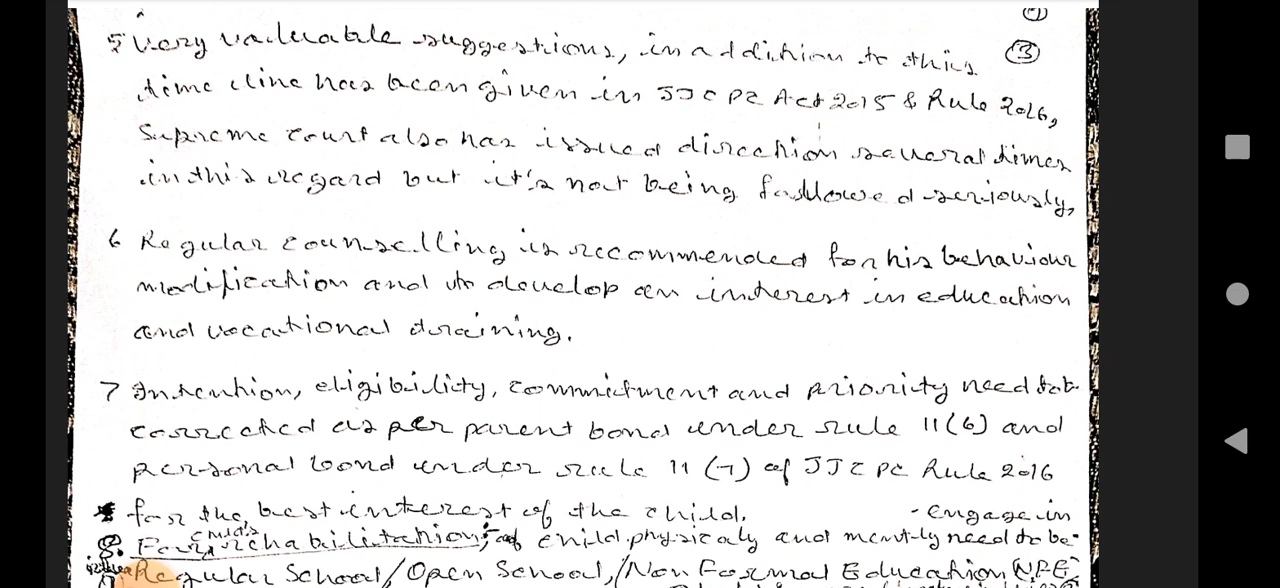 ③
5 Very valuable suggestions, in addition to this
time line has been given in JJCPC Act 2015 & Rule 2016,
Supreme court also has issued direction several times
in this regard but it's not being followed seriously,
6 Regular counselling is recommended for his behaviour
modification and to develop an interest in education
and vocational training.
7 Intention, eligibility, commitment and priority need to be
corrected as per parent bond under rule 11(6) and
personal bond under rule 11(7) of JJCPC Rule 2016
for the best interest of the child.
- engage in
8. For child's rehabilitation, child physicaly and mently need to be
Regular School/Open School/Non Formal Education (NFE)